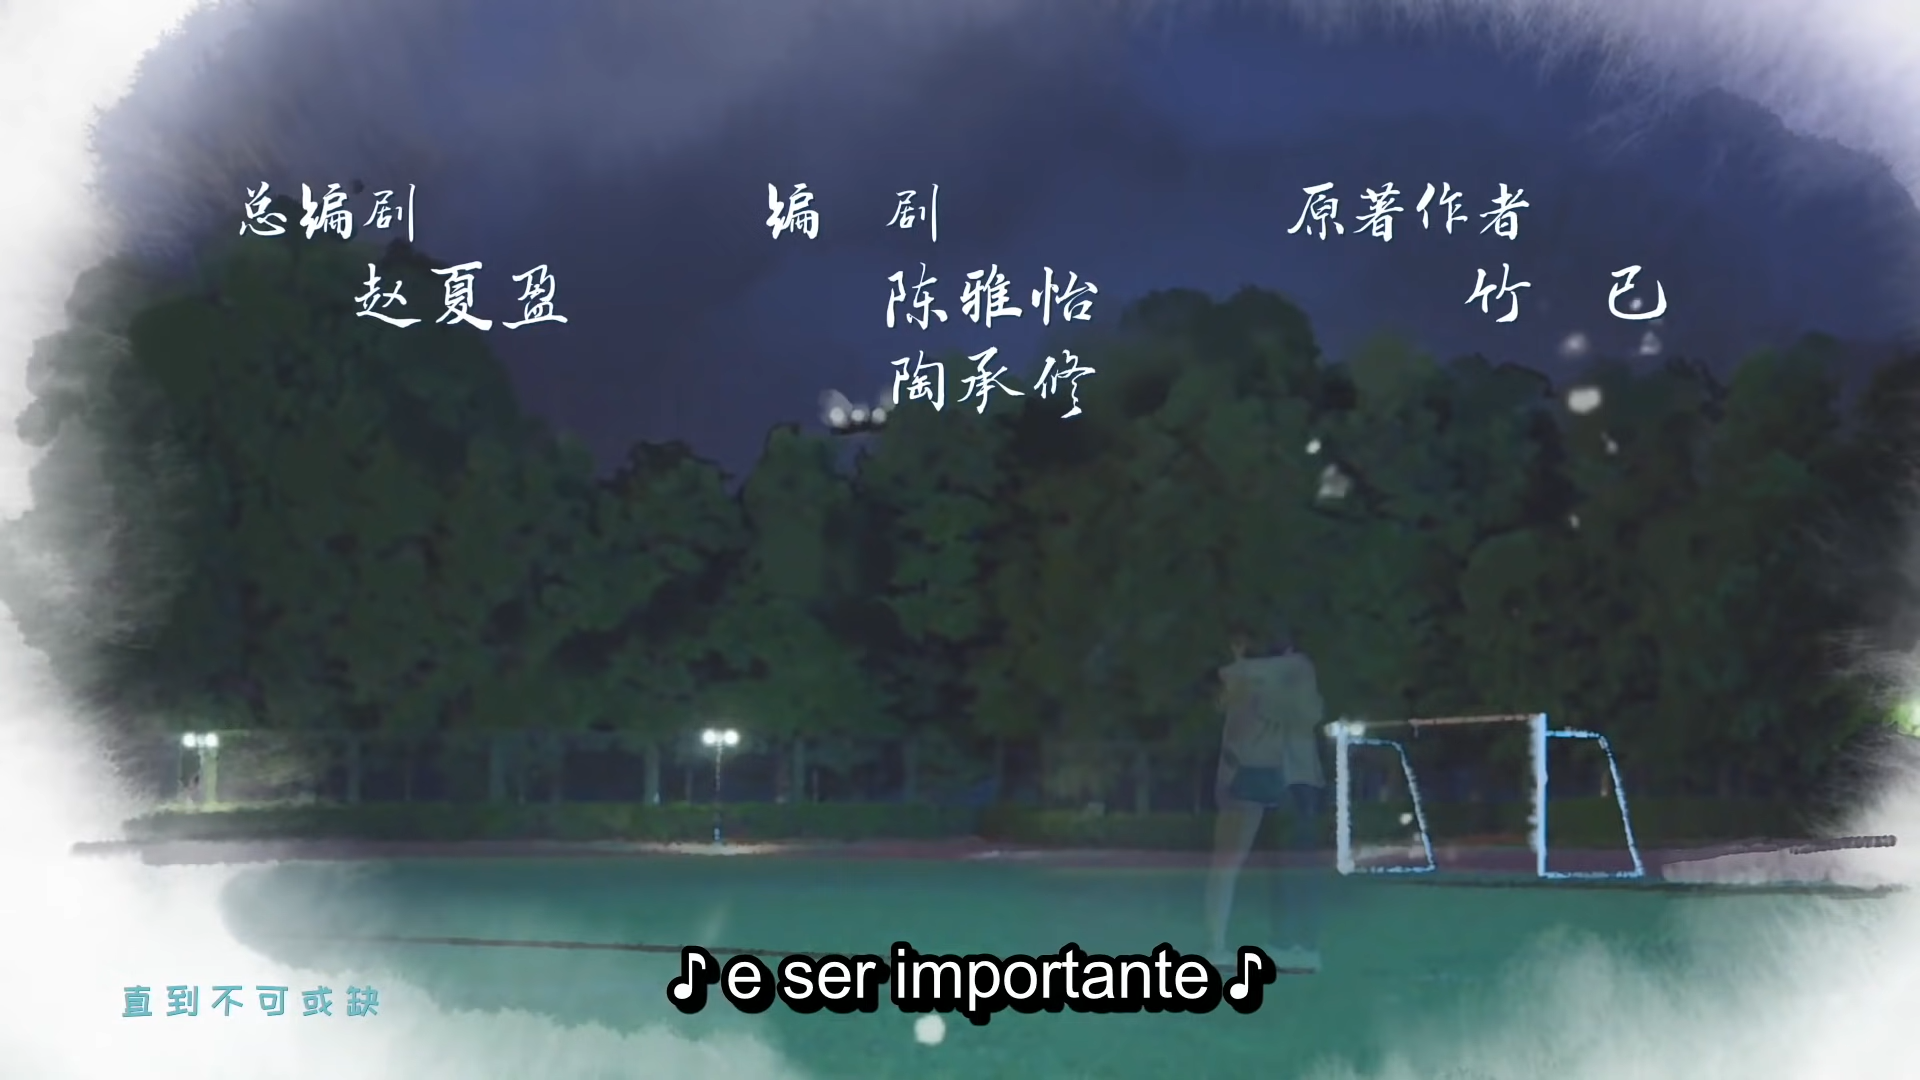 总编剧
赵夏盈
编 剧
陈雅怡
陶承修
原著作者
竹 已
♪ e ser importante ♪
直到不可或缺